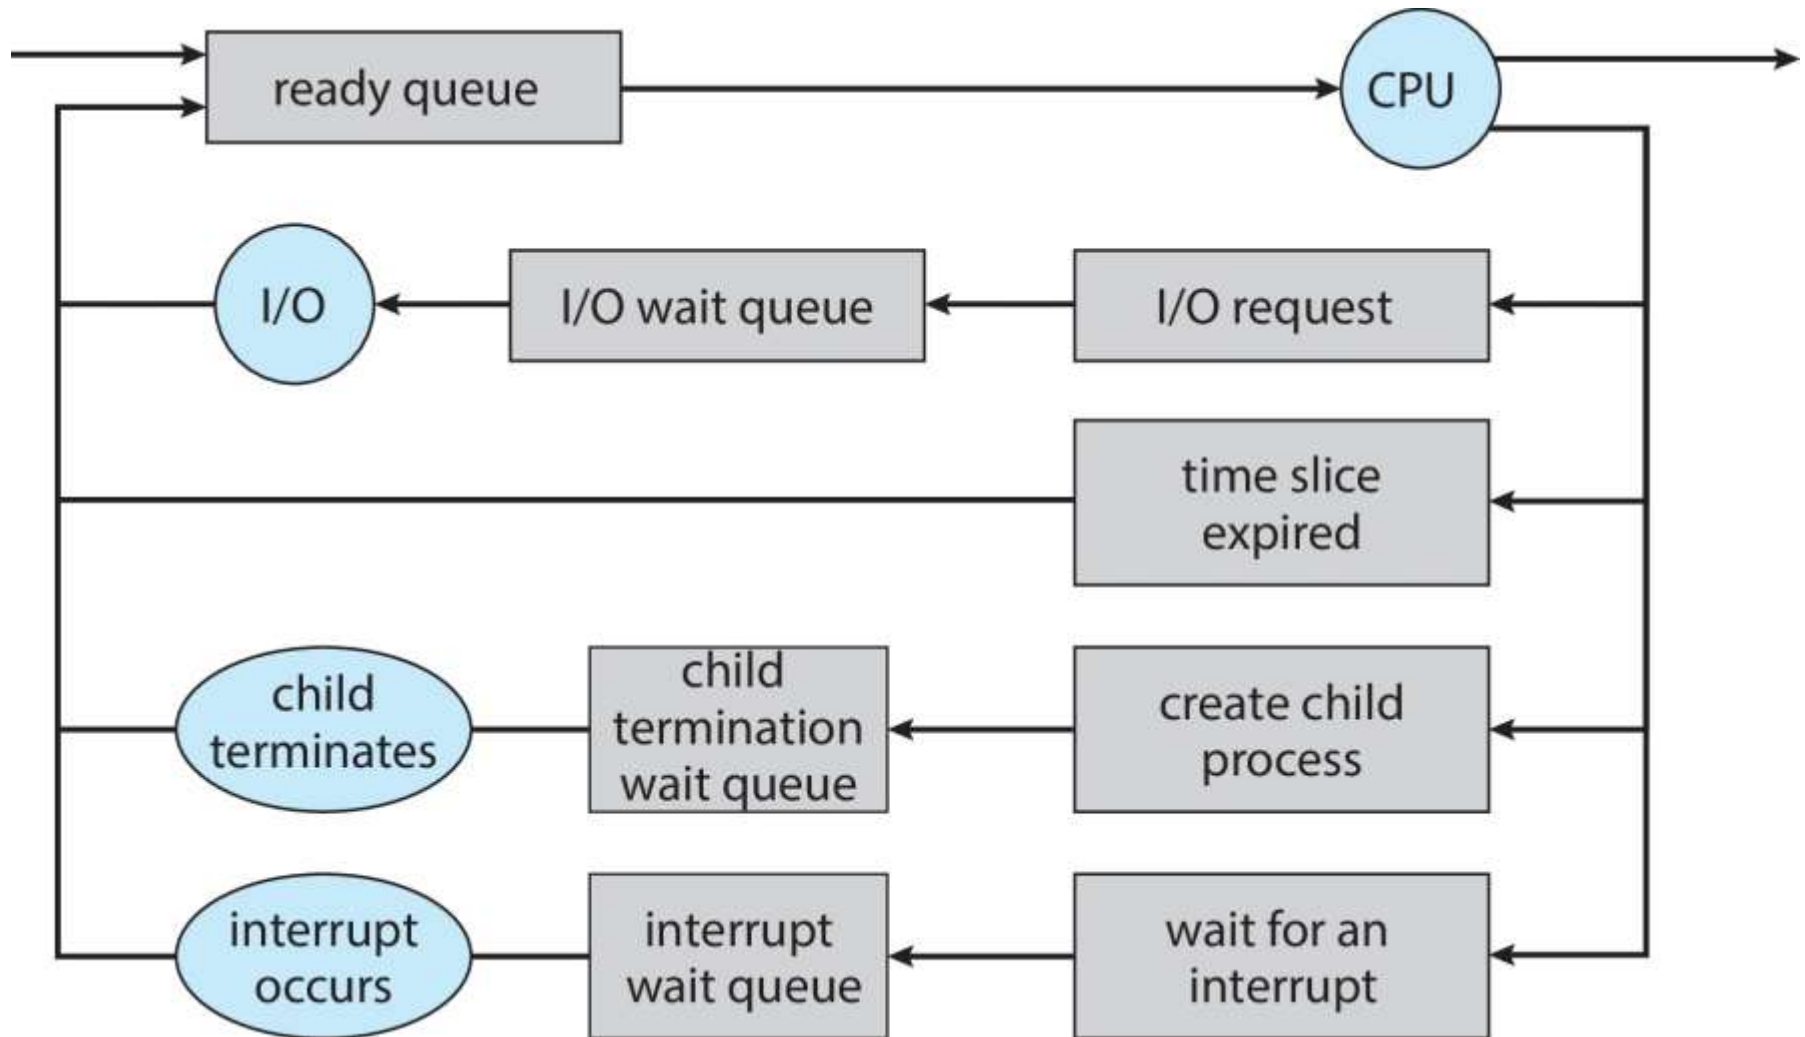 ready queue
CPU
I/O
I/O wait queue
I/O request
time slice
expired
child
terminates
child
termination
wait queue
create child
process
interrupt
occurs
interrupt
wait queue
wait for an
interrupt